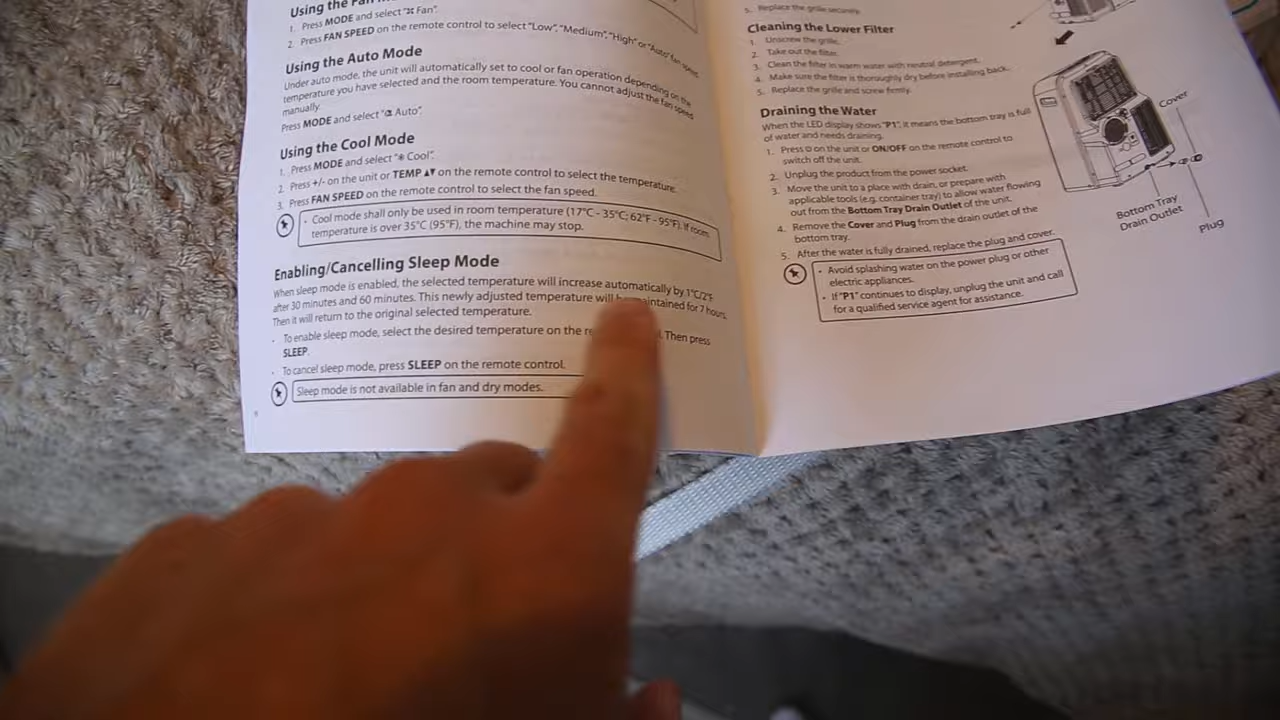 Using the Fan M
1. Press MODE and select "Fan".
2. Press FAN SPEED on the remote control to select "Low", "Medium", "High" or "Auto" fan speed.
Using the Auto Mode
Under auto mode, the unit will automatically set to cool or fan operation depending on the
temperature you have selected and the room temperature. You cannot adjust the fan speed
manually.
Press MODE and select "Auto".
Using the Cool Mode
1. Press MODE and select "Cool".
2. Press +/- on the unit or TEMP ▲▼ on the remote control to select the temperature.
3. Press FAN SPEED on the remote control to select the fan speed.
• Cool mode shall only be used in room temperature (17°C - 35°C; 62°F - 95°F). If room
temperature is over 35°C (95°F), the machine may stop.
Enabling/Cancelling Sleep Mode
When sleep mode is enabled, the selected temperature will increase automatically by 1°C/2°F
after 30 minutes and 60 minutes. This newly adjusted temperature will maintained for 7 hours.
Then it will return to the original selected temperature.
• To enable sleep mode, select the desired temperature on the Then press
SLEEP.
• To cancel sleep mode, press SLEEP on the remote control.
Sleep mode is not available in fan and dry modes.
5. Replace the grille securely.
Cleaning the Lower Filter
1. Unscrew the grille.
2. Take out the filter.
3. Clean the filter in warm water with neutral detergent.
4. Make sure the filter is thoroughly dry before installing back.
5. Replace the grille and screw firmly.
Draining the Water
When the LED display shows "P1", it means the bottom tray is full
of water and needs draining.
1. Press on the unit or ON/OFF on the remote control to
switch off the unit.
2. Unplug the product from the power socket.
3. Move the unit to a place with drain, or prepare with
applicable tools (e.g. container tray) to allow water flowing
out from the Bottom Tray Drain Outlet of the unit.
4. Remove the Cover and Plug from the drain outlet of the
bottom tray.
5. After the water is fully drained, replace the plug and cover.
• Avoid splashing water on the power plug or other
electric appliances.
• If "P1" continues to display, unplug the unit and call
for a qualified service agent for assistance.
Cover
Bottom Tray
Drain Outlet
Plug